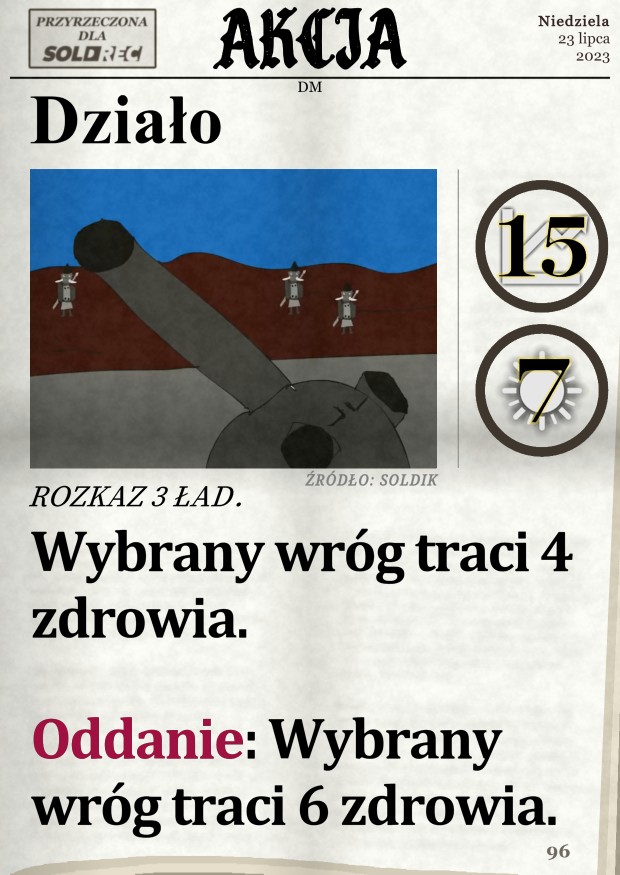 PRZYRZECZONA
DLA
SOLDREC
AKCJA
Niedziela
23 lipca
2023
DM
Działo
15
7
ŹRÓDŁO: SOLDIK
ROZKAZ 3 ŁAD.
Wybrany wróg traci 4
zdrowia.
Oddanie: Wybrany
wróg traci 6 zdrowia.
96